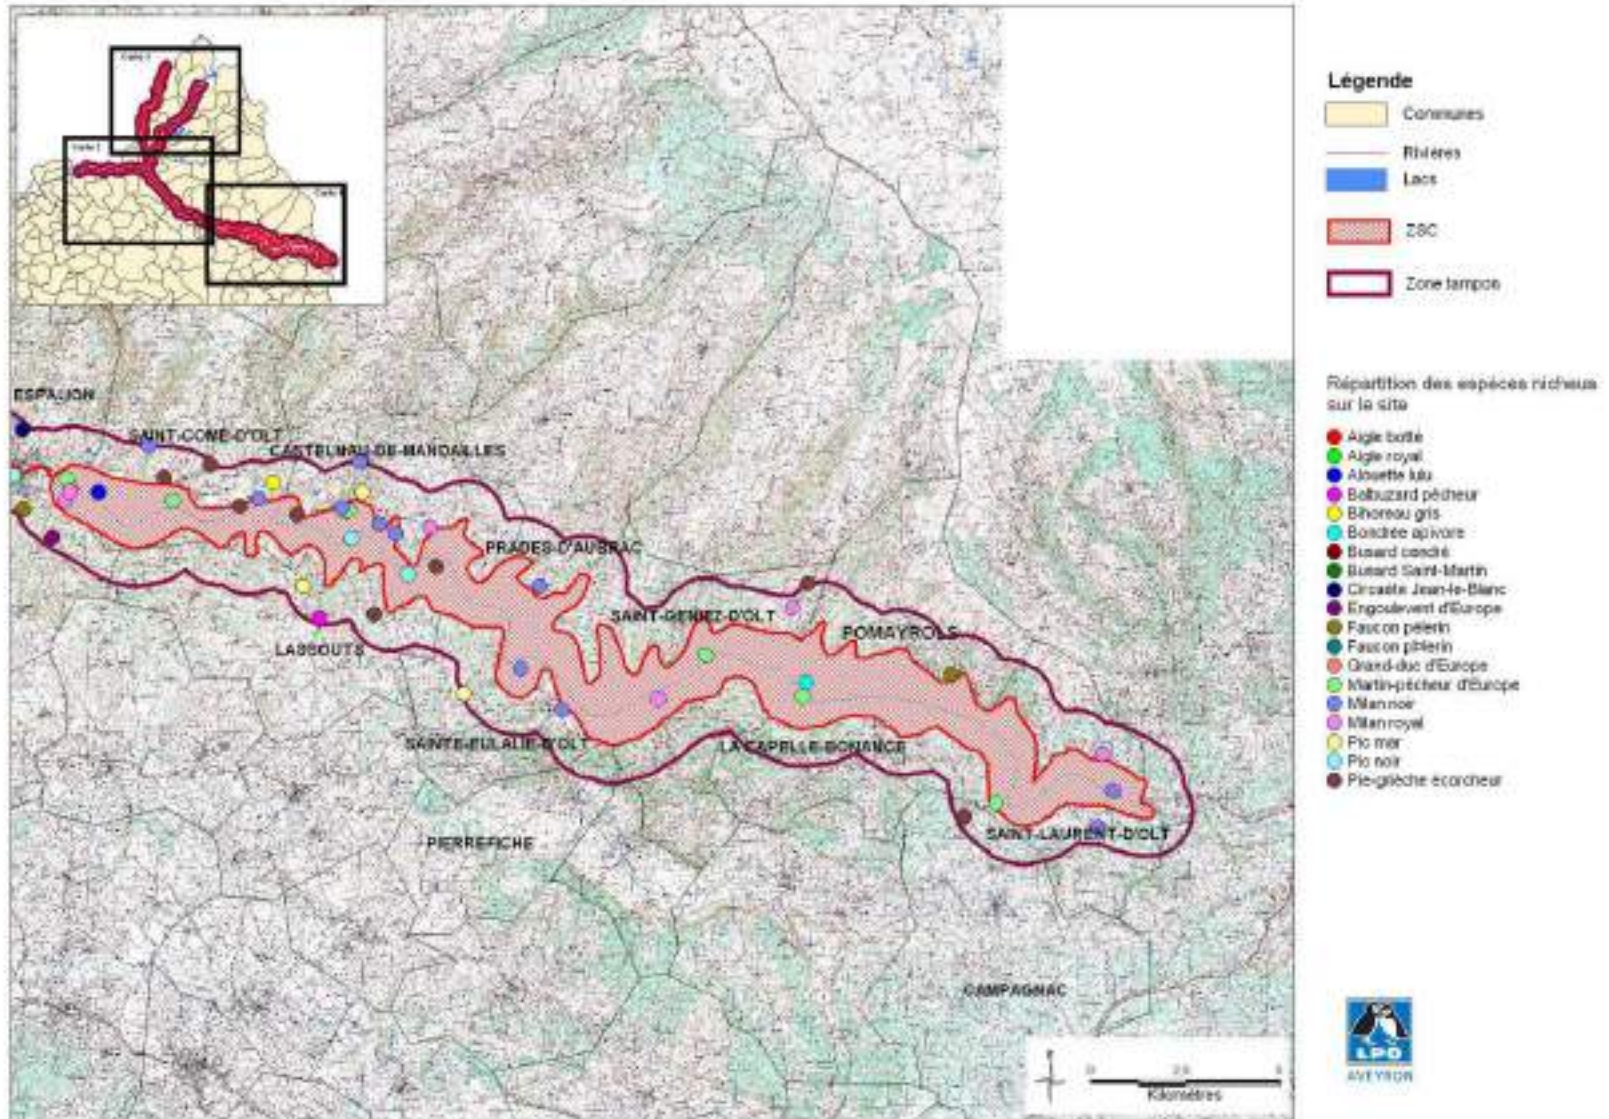 ESPALION
SAINT-COME-D'OLT
CASTELNAU-DE-MANDAILLES
PRADES-D'AUBRAC
SAINT-GENIEZ-D'OLT
POMAYROLS
LASSOUTS
SAINTE-EULALIE-D'OLT
LA CAPELLE-BONANCE
PIERREFICHE
SAINT-LAURENT-D'OLT
CAMPAGNAC
Kilomètres
Légende
Communes
Rivières
Lacs
ZSC
Zone tampon
Répartition des espèces nicheus
sur le site
Aigle botté
Aigle royal
Alouette lulu
Balbuzard pêcheur
Bihoreau gris
Bondrée apivore
Busard cendré
Busard Saint-Martin
Circaète Jean-le-Blanc
Engoulevent d'Europe
Faucon pèlerin
Faucon
Grand-duc d'Europe
Martin-pêcheur d'Europe
Milan noir
Milan royal
Pic mar
Pic noir
Pie-grièche écorcheur
LPO
AVEYRON